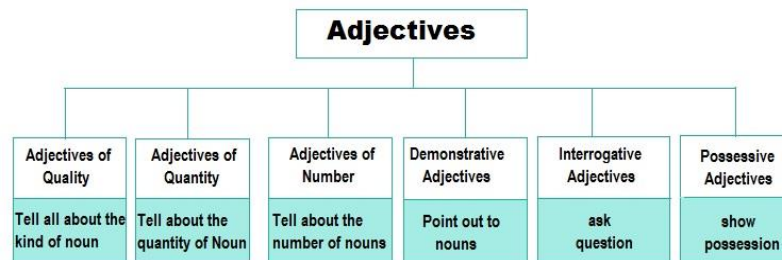 Adjectives
Adjectives of
Quality
Tell all about the
kind of noun
Adjectives of
Quantity
Tell about the
quantity of Noun
Adjectives of
Number
Tell about the
number of nouns
Demonstrative
Adjectives
Point out to
nouns
Interrogative
Adjectives
ask
question
Possessive
Adjectives
show
possession